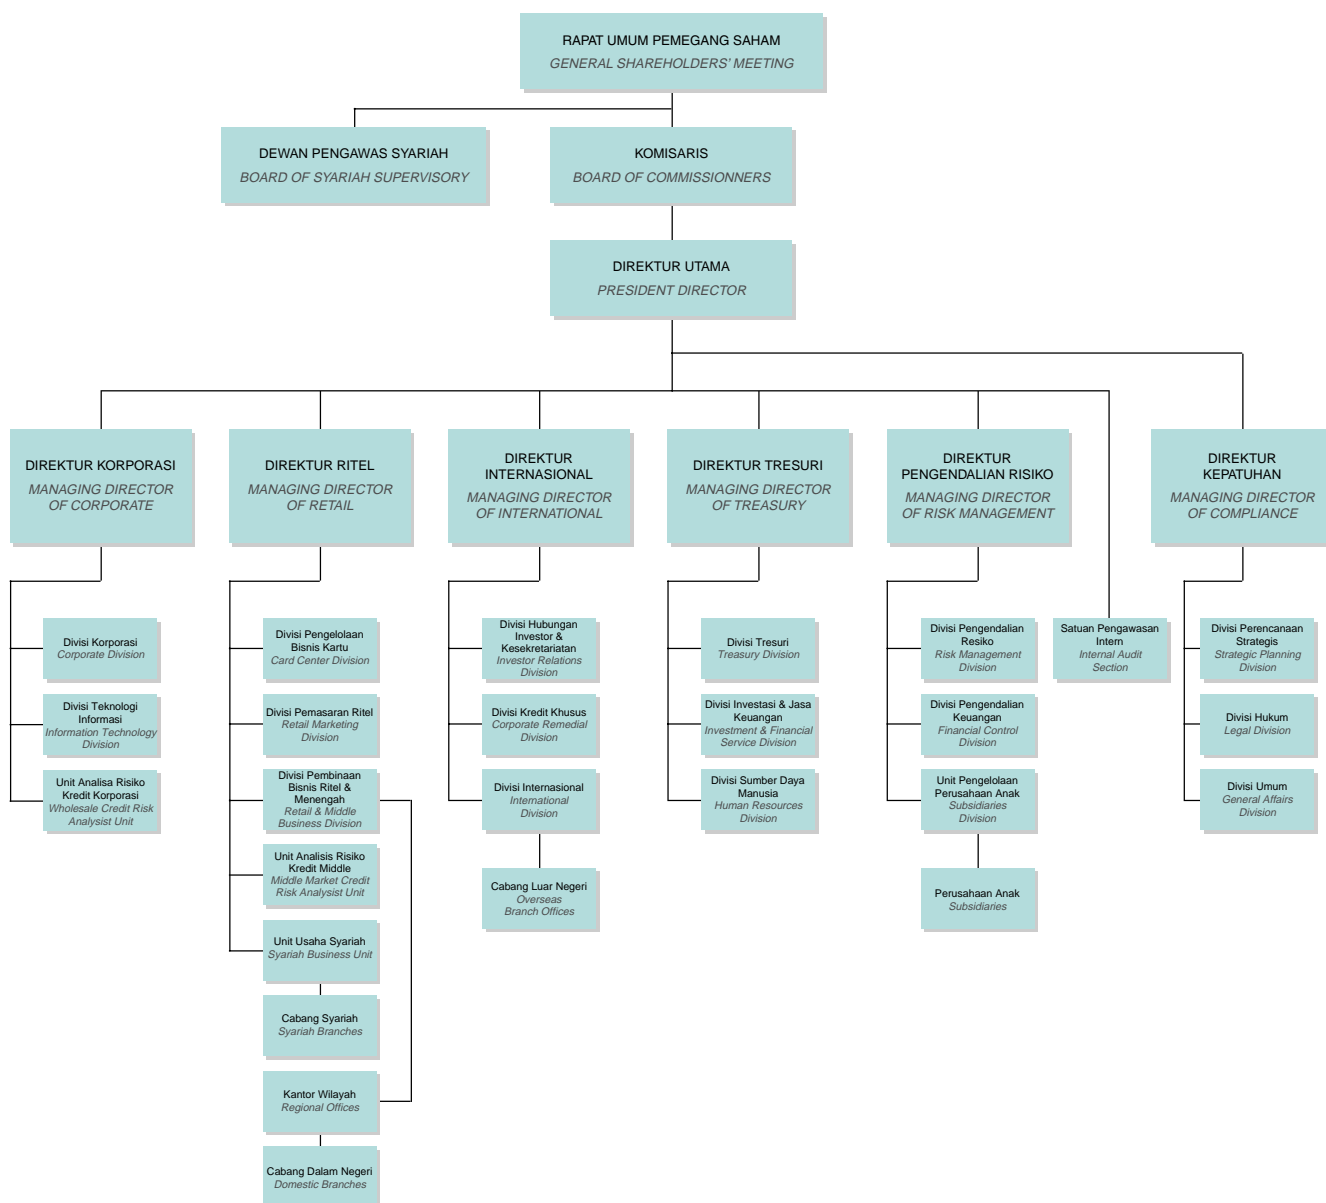 RAPAT UMUM PEMEGANG SAHAM
GENERAL SHAREHOLDERS' MEETING
DEWAN PENGAWAS SYARIAH
BOARD OF SYARIAH SUPERVISORY
KOMISARIS
BOARD OF COMMISSIONNERS
DIREKTUR UTAMA
PRESIDENT DIRECTOR
DIREKTUR KORPORASI
MANAGING DIRECTOR
OF CORPORATE
DIREKTUR RITEL
MANAGING DIRECTOR
OF RETAIL
DIREKTUR
INTERNASIONAL
MANAGING DIRECTOR
OF INTERNATIONAL
DIREKTUR TRESURI
MANAGING DIRECTOR
OF TREASURY
DIREKTUR
PENGENDALIAN RISIKO
MANAGING DIRECTOR
OF RISK MANAGEMENT
DIREKTUR
KEPATUHAN
MANAGING DIRECTOR
OF COMPLIANCE
Divisi Korporasi
Corporate Division
Divisi Teknologi
Informasi
Information Technology
Division
Unit Analisa Risiko
Kredit Korporasi
Wholesale Credit Risk
Analysist Unit
Divisi Pengelolaan
Bisnis Kartu
Card Center Division
Divisi Pemasaran Ritel
Retail Marketing
Division
Divisi Pembinaan
Bisnis Ritel &
Menengah
Retail & Middle
Business Division
Unit Analisis Risiko
Kredit Middle
Middle Market Credit
Risk Analysist Unit
Unit Usaha Syariah
Syariah Business Unit
Cabang Syariah
Syariah Branches
Kantor Wilayah
Regional Offices
Cabang Dalam Negeri
Domestic Branches
Divisi Hubungan
Investor &
Kesekretariatan
Investor Relations
Division
Divisi Kredit Khusus
Corporate Remedial
Division
Divisi Internasional
International
Division
Cabang Luar Negeri
Overseas
Branch Offices
Divisi Tresuri
Treasury Division
Divisi Investasi & Jasa
Keuangan
Investment & Financial
Service Division
Divisi Sumber Daya
Manusia
Human Resources
Division
Divisi Pengendalian
Resiko
Risk Management
Division
Divisi Pengendalian
Keuangan
Financial Control
Division
Unit Pengelolaan
Perusahaan Anak
Subsidiaries
Division
Perusahaan Anak
Subsidiaries
Satuan Pengawasan
Intern
Internal Audit
Section
Divisi Perencanaan
Strategis
Strategic Planning
Division
Divisi Hukum
Legal Division
Divisi Umum
General Affairs
Division